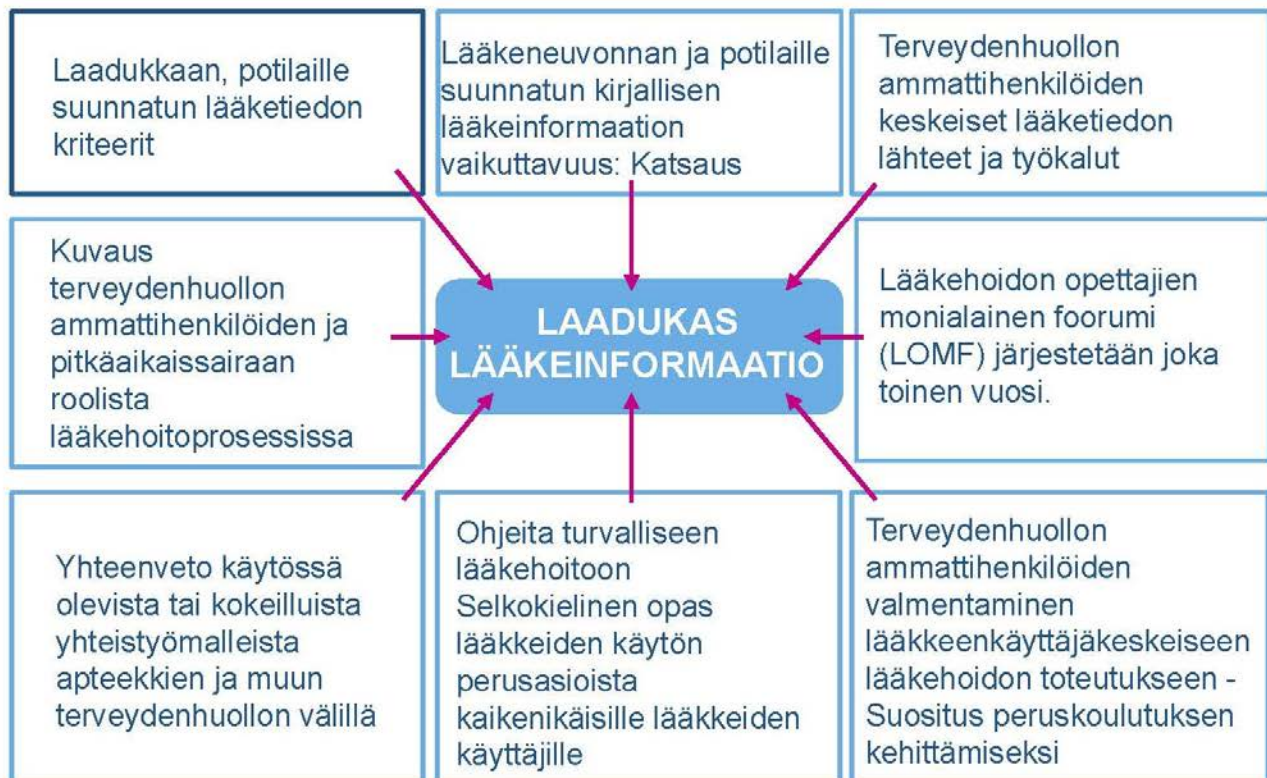 Laadukkaan, potilaille
suunnatun lääketiedon
kriteerit
Lääkeneuvonnan ja potilaille
suunnatun kirjallisen
lääkeinformaation
vaikuttavuus: Katsaus
Terveydenhuollon
ammattihenkilöiden
keskeiset lääketiedon
lähteet ja työkalut
Kuvaus
terveydenhuollon
ammattihenkilöiden ja
pitkäaikaissairaan
roolista
lääkehoitoprosessissa
LAADUKAS
LÄÄKEINFORMAATIO
Lääkehoidon opettajien
monialainen foorumi
(LOMF) järjestetään joka
toinen vuosi.
Yhteenveto käytössä
olevista tai kokeilluista
yhteistyömalleista
apteekkien ja muun
terveydenhuollon välillä
Ohjeita turvalliseen
lääkehoitoon
Selkokielinen opas
lääkkeiden käytön
perusasioista
kaikenikäisille lääkkeiden
käyttäjille
Terveydenhuollon
ammattihenkilöiden
valmentaminen
lääkkeenkäyttäjäkeskeiseen
lääkehoidon toteutukseen -
Suositus peruskoulutuksen
kehittämiseksi